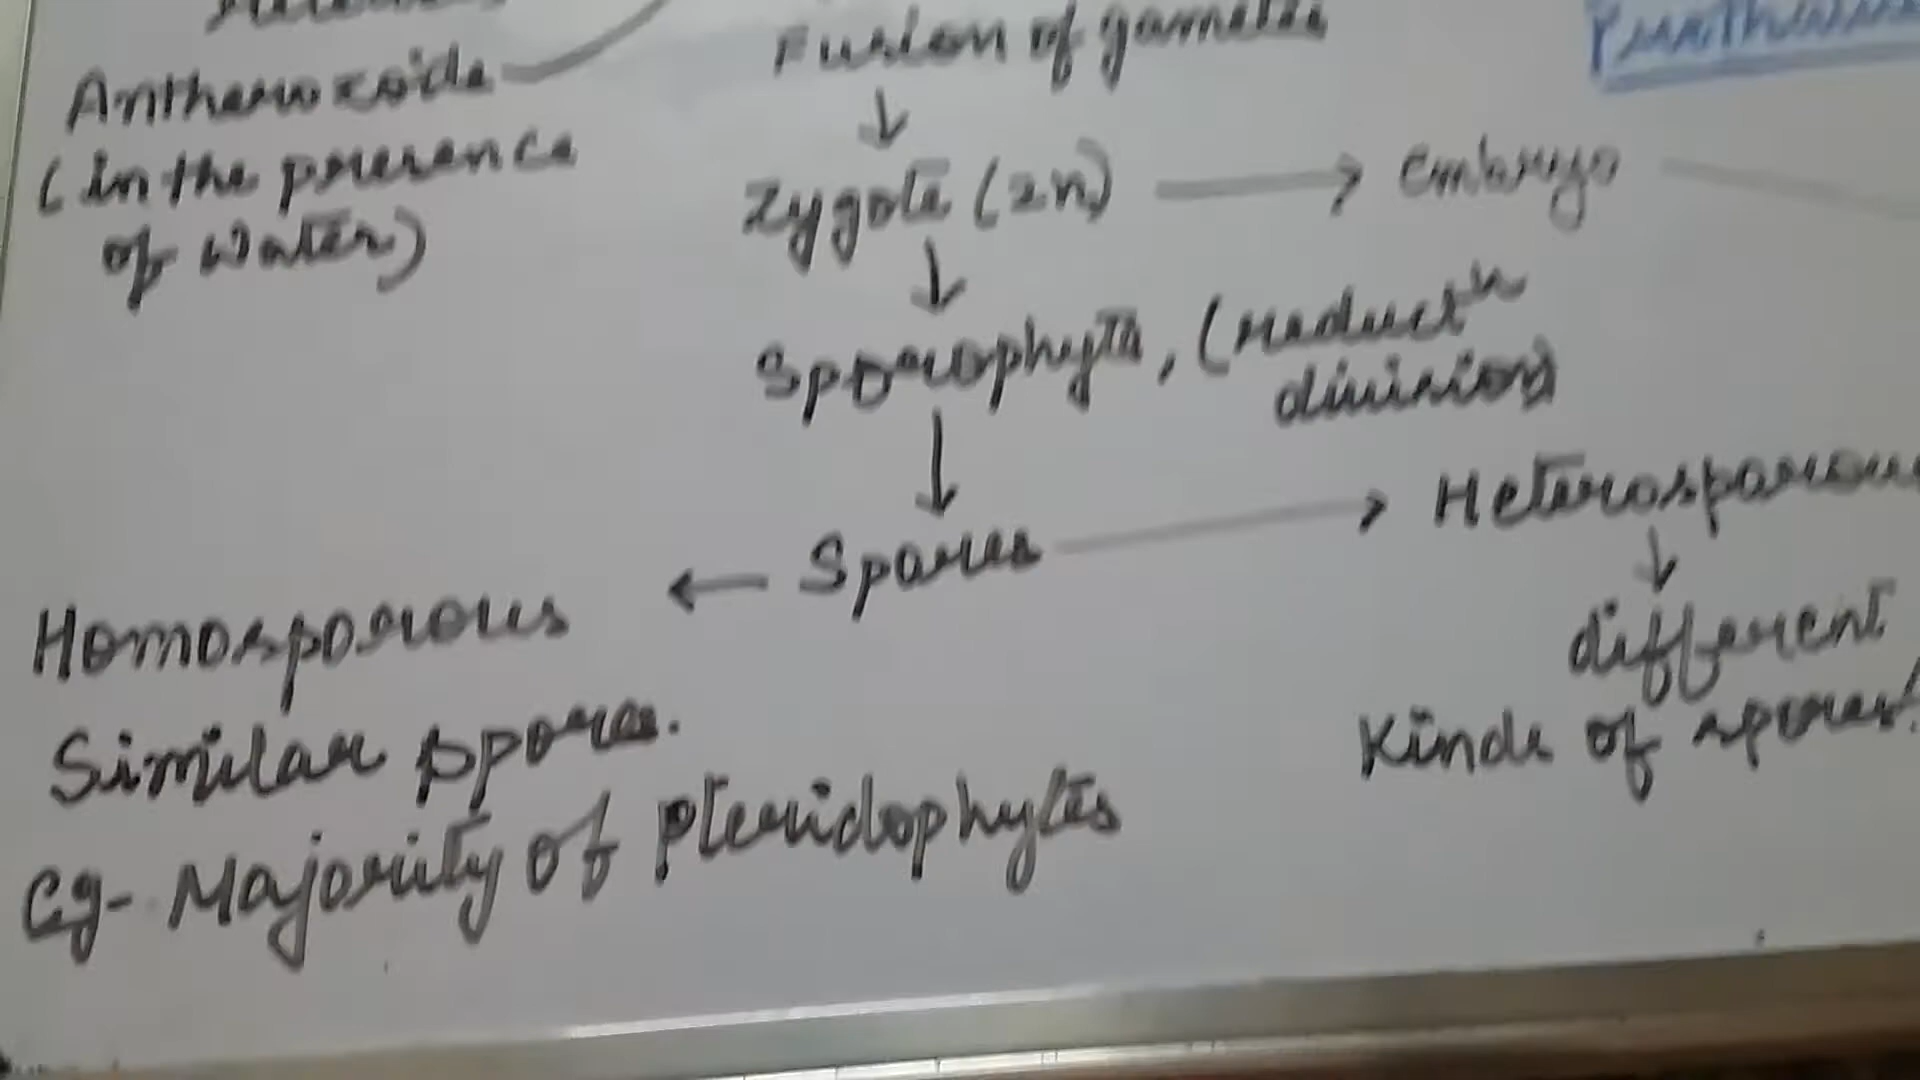 Antherozoids
(in the presence
of water)
Fusion of gametes
Zygote (2n) → Embryo
Sporophyte, (reductn
division)
Spores
Heterosporous
different
Kinds of spores!
Homosporous
Similar spores.
Eg- Majority of pteridophytes